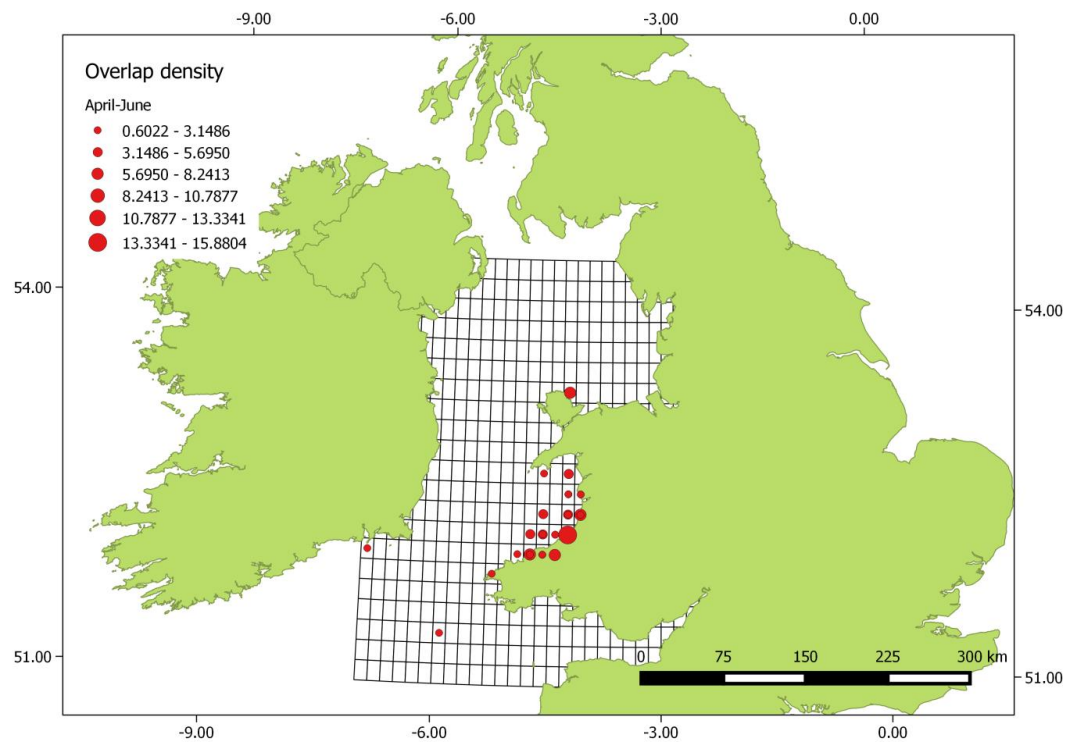 -9.00 -6.00 -3.00 0.00
Overlap density
April-June
0.6022 - 3.1486
3.1486 - 5.6950
5.6950 - 8.2413
8.2413 - 10.7877
10.7877 - 13.3341
13.3341 - 15.8804
54.00 54.00
51.00 51.00
0 75 150 225 300 km
-9.00 -6.00 -3.00 0.00